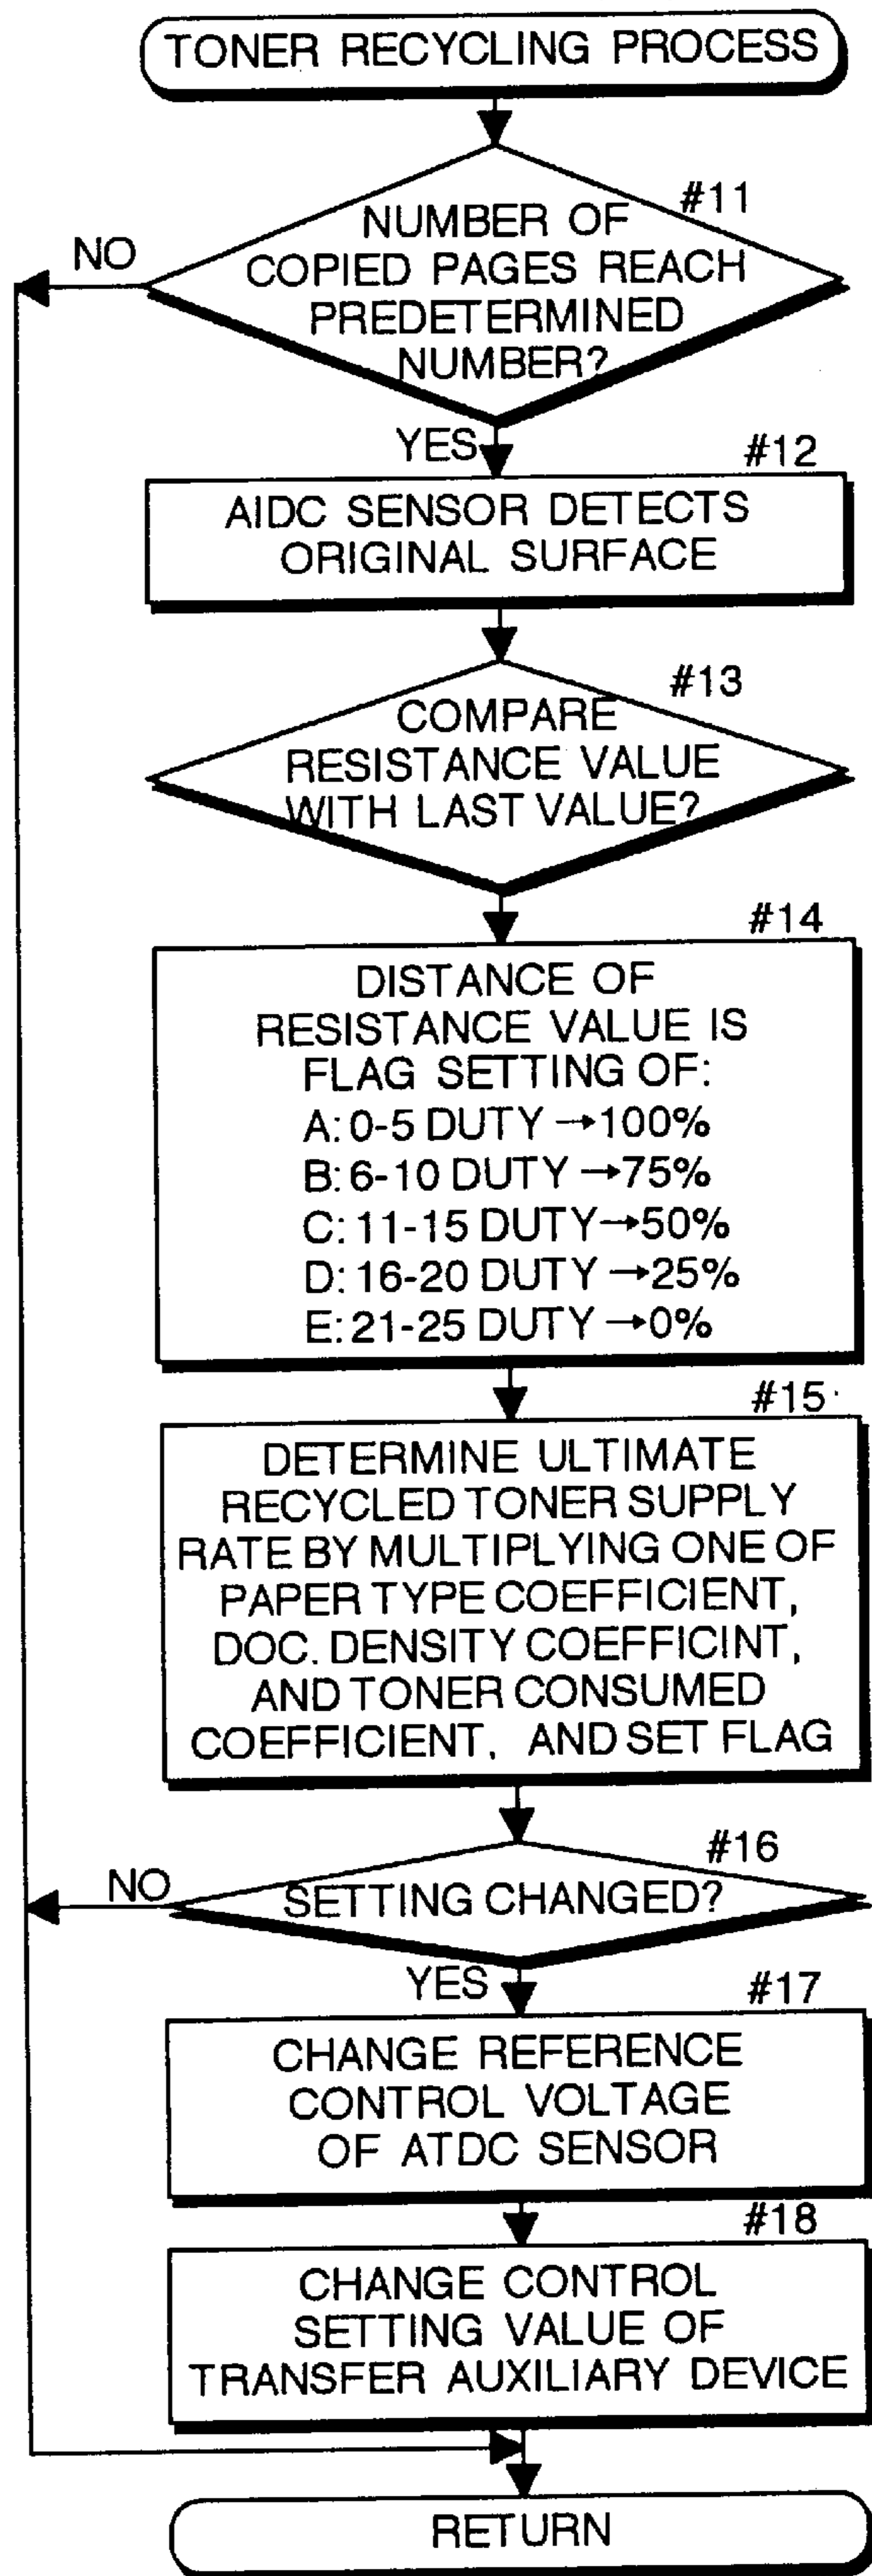 TONER RECYCLING PROCESS
#11
NUMBER OF
COPIED PAGES REACH
PREDETERMINED
NUMBER?
NO
YES
#12
AIDC SENSOR DETECTS
ORIGINAL SURFACE
#13
COMPARE
RESISTANCE VALUE
WITH LAST VALUE?
#14
DISTANCE OF
RESISTANCE VALUE IS
FLAG SETTING OF:
A: 0-5 DUTY →100%
B: 6-10 DUTY →75%
C: 11-15 DUTY→50%
D: 16-20 DUTY →25%
E: 21-25 DUTY →0%
#15
DETERMINE ULTIMATE
RECYCLED TONER SUPPLY
RATE BY MULTIPLYING ONE OF
PAPER TYPE COEFFICIENT,
DOC. DENSITY COEFFICINT,
AND TONER CONSUMED
COEFFICIENT, AND SET FLAG
#16
SETTING CHANGED?
NO
YES
#17
CHANGE REFERENCE
CONTROL VOLTAGE
OF ATDC SENSOR
#18
CHANGE CONTROL
SETTING VALUE OF
TRANSFER AUXILIARY DEVICE
RETURN